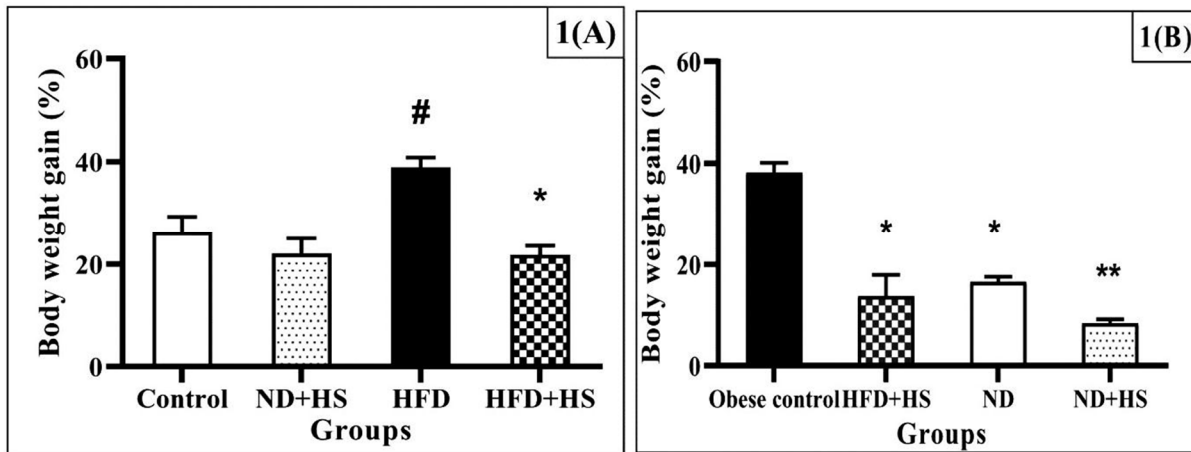 1(A)
Body weight gain (%)
60
40
20
0
#
*
Control ND+HS HFD HFD+HS
Groups
1(B)
Body weight gain (%)
60
40
20
0
*
*
**
Obese control HFD+HS ND ND+HS
Groups